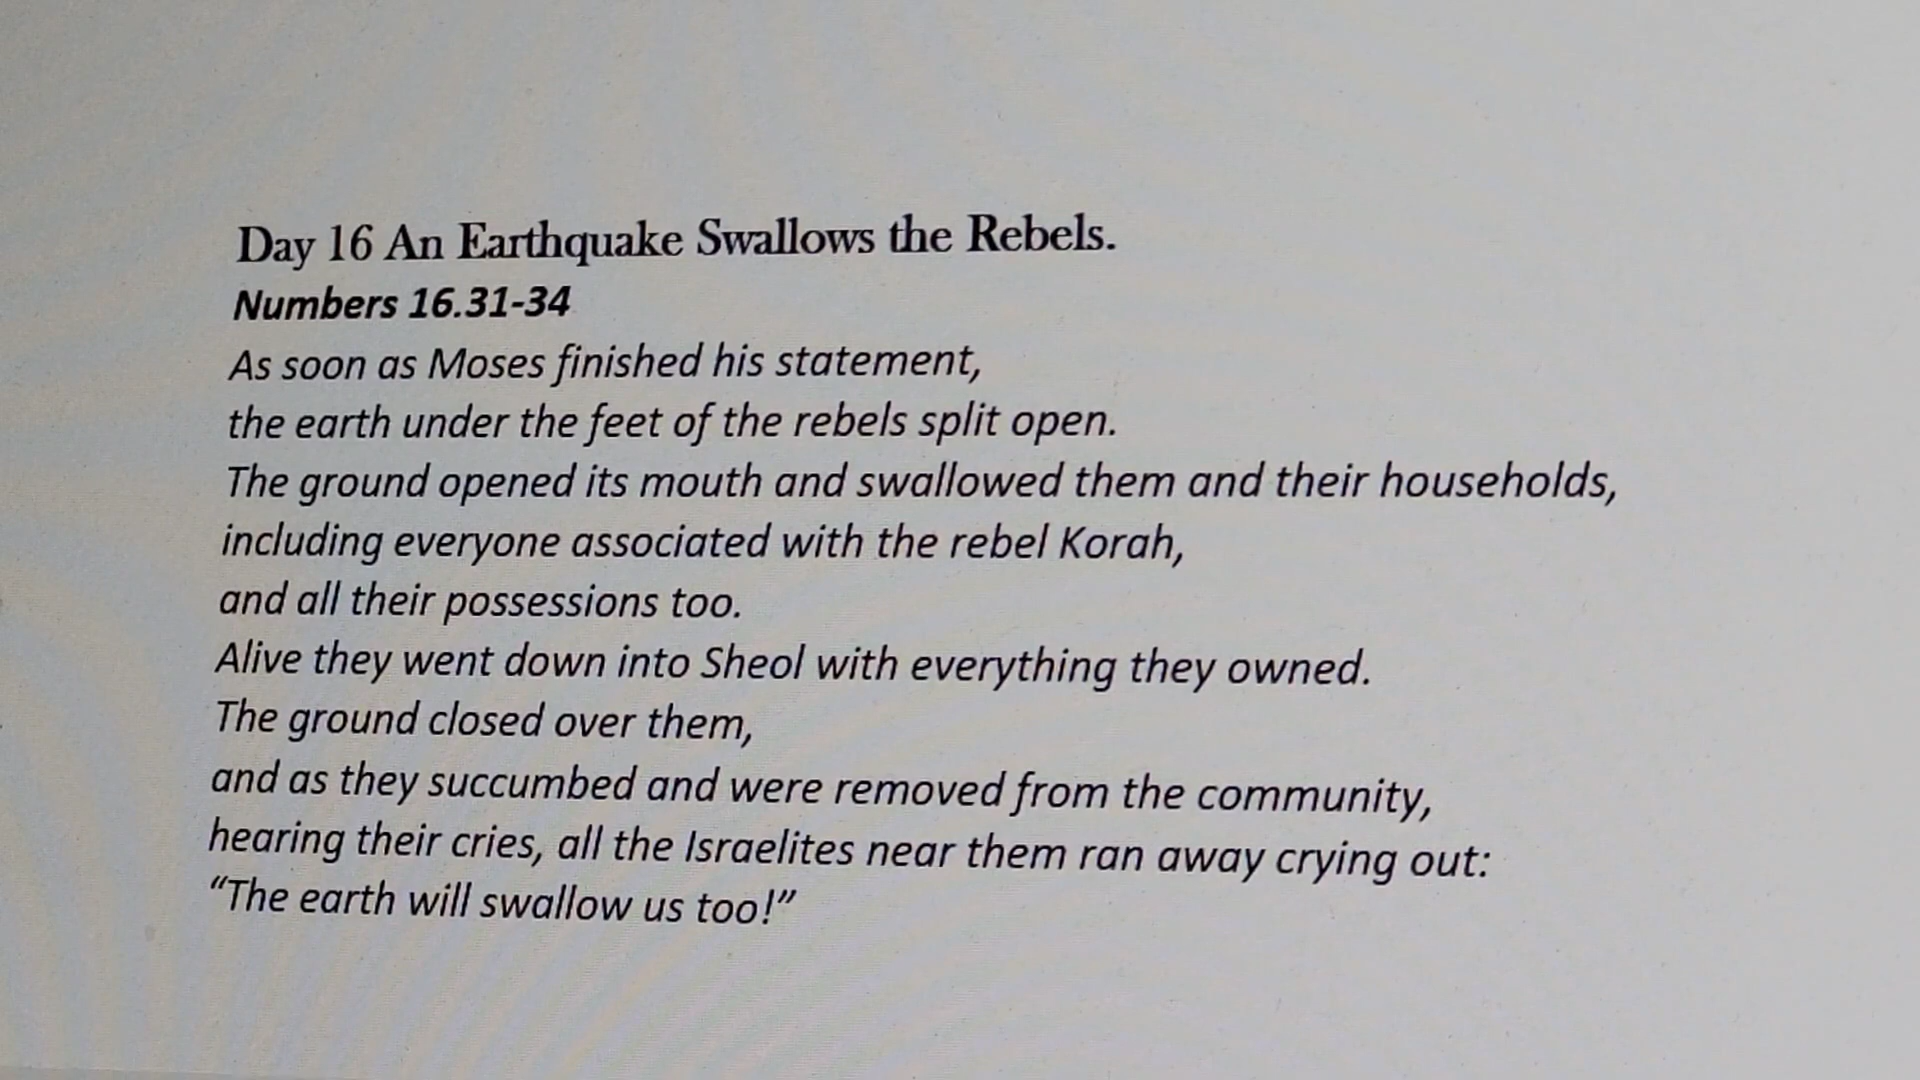 Day 16 An Earthquake Swallows the Rebels.
Numbers 16.31-34
As soon as Moses finished his statement,
the earth under the feet of the rebels split open.
The ground opened its mouth and swallowed them and their households,
including everyone associated with the rebel Korah,
and all their possessions too.
Alive they went down into Sheol with everything they owned.
The ground closed over them,
and as they succumbed and were removed from the community,
hearing their cries, all the Israelites near them ran away crying out:
“The earth will swallow us too!”